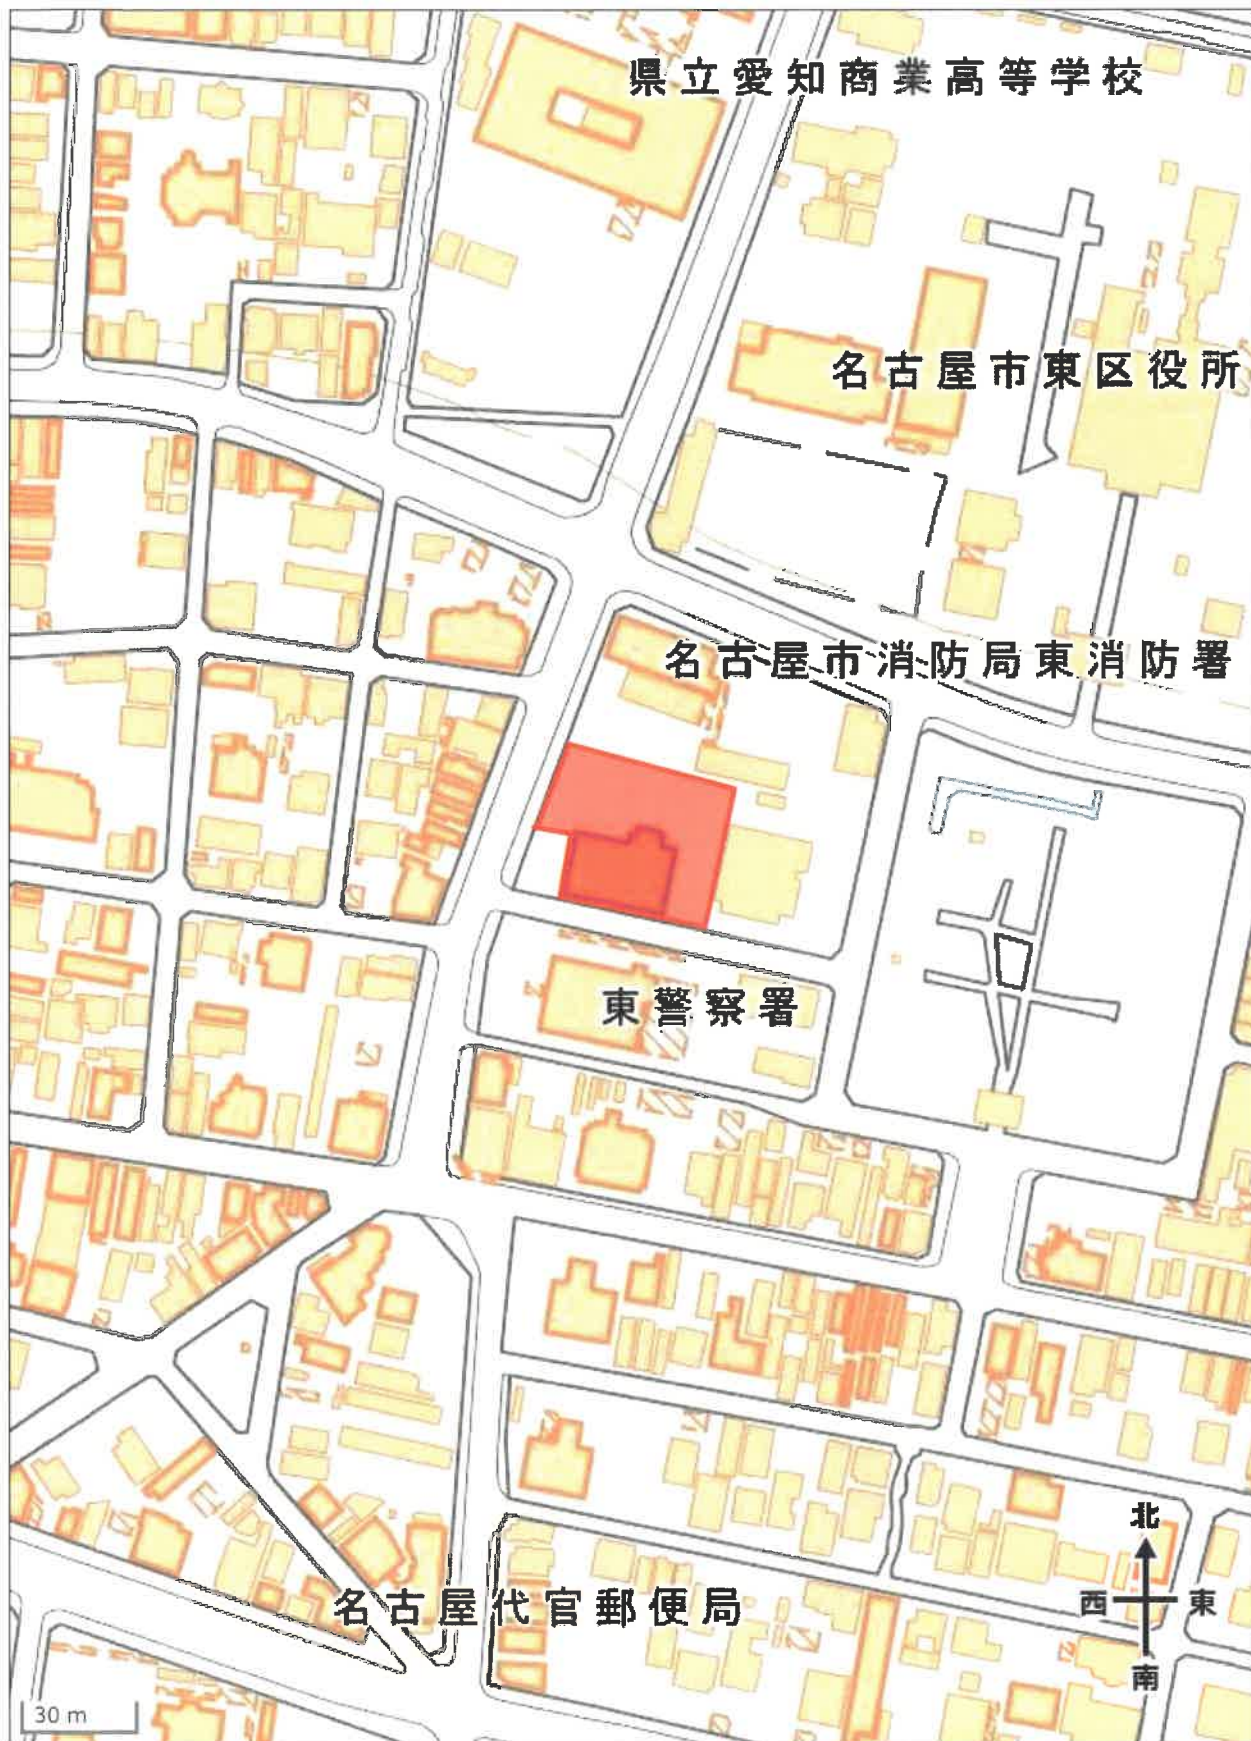 県立愛知商業高等学校
名古屋市東区役所
名古屋市消防局東消防署
東警察署
北
西 東
南
名古屋代官郵便局
30 m